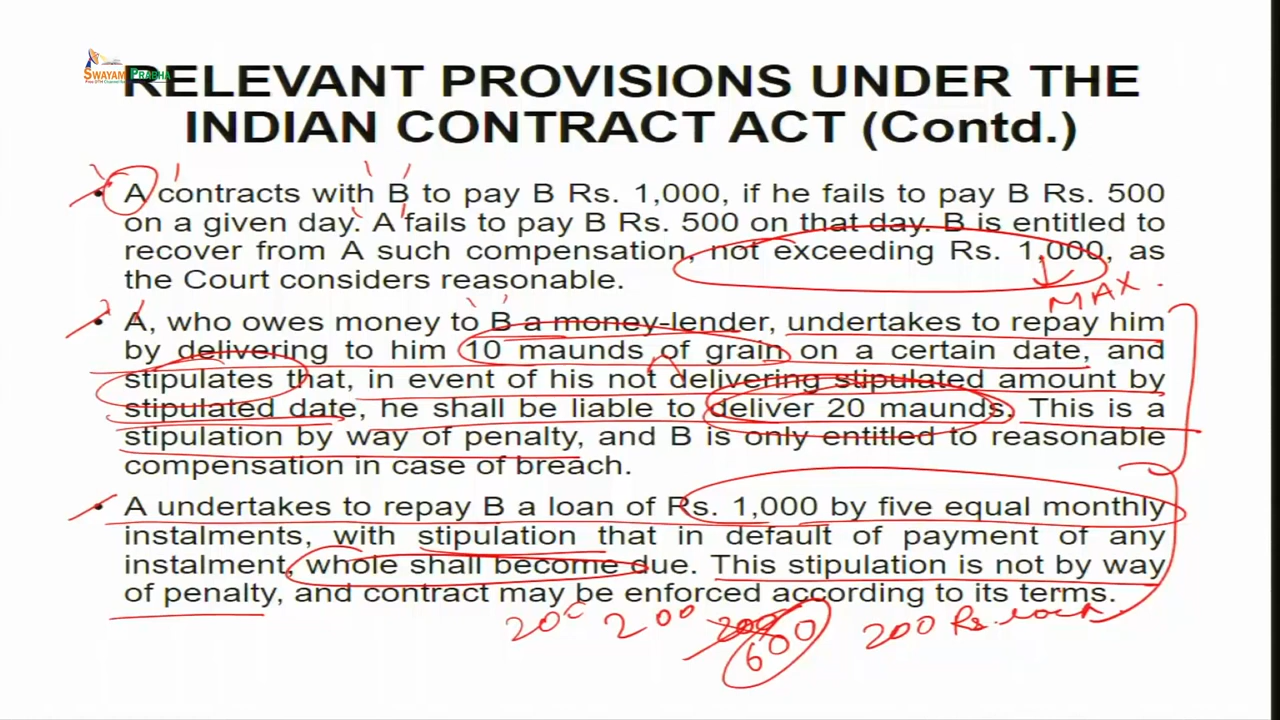 SWAYAM PRABHA
RELEVANT PROVISIONS UNDER THE
INDIAN CONTRACT ACT (Contd.)
• A contracts with B to pay B Rs. 1,000, if he fails to pay B Rs. 500
on a given day. A fails to pay B Rs. 500 on that day. B is entitled to
recover from A such compensation, not exceeding Rs. 1,000, as
the Court considers reasonable.
MAX.
• A, who owes money to B a money-lender, undertakes to repay him
by delivering to him 10 maunds of grain on a certain date, and
stipulates that, in event of his not delivering stipulated amount by
stipulated date, he shall be liable to deliver 20 maunds. This is a
stipulation by way of penalty, and B is only entitled to reasonable
compensation in case of breach.
• A undertakes to repay B a loan of Rs. 1,000 by five equal monthly
instalments, with stipulation that in default of payment of any
instalment, whole shall become due. This stipulation is not by way
of penalty, and contract may be enforced according to its terms.
200 200 200 200 Rs.
600